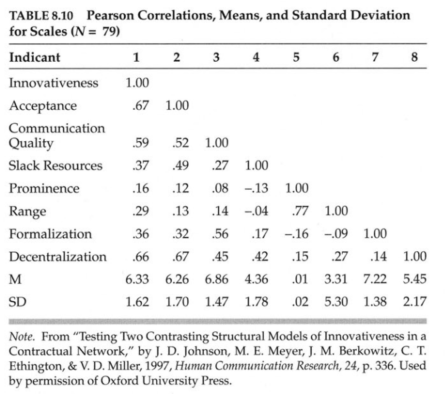 TABLE 8.10 Pearson Correlations, Means, and Standard Deviation
for Scales (N = 79)
Indicant 1 2 3 4 5 6 7 8
Innovativeness 1.00
Acceptance .67 1.00
Communication
Quality .59 .52 1.00
Slack Resources .37 .49 .27 1.00
Prominence .16 .12 .08 –.13 1.00
Range .29 .13 .14 –.04 .77 1.00
Formalization .36 .32 .56 .17 –.16 –.09 1.00
Decentralization .66 .67 .45 .42 .15 .27 .14 1.00
M 6.33 6.26 6.86 4.36 .01 3.31 7.22 5.45
SD 1.62 1.70 1.47 1.78 .02 5.30 1.38 2.17
Note. From "Testing Two Contrasting Structural Models of Innovativeness in a
Contractual Network," by J. D. Johnson, M. E. Meyer, J. M. Berkowitz, C. T.
Ethington, & V. D. Miller, 1997, Human Communication Research, 24, p. 336. Used
by permission of Oxford University Press.